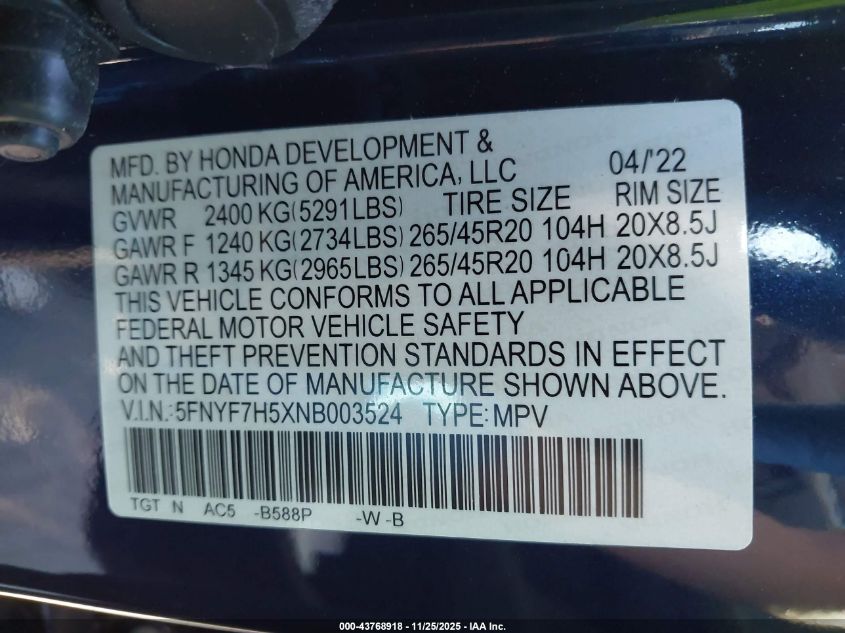 MFD. BY HONDA DEVELOPMENT & 
MANUFACTURING OF AMERICA, LLC 04/'22
GVWR 2400 KG(5291LBS) TIRE SIZE RIM SIZE
GAWR F 1240 KG(2734LBS) 265/45R20 104H 20X8.5J
GAWR R 1345 KG(2965LBS) 265/45R20 104H 20X8.5J
THIS VEHICLE CONFORMS TO ALL APPLICABLE
FEDERAL MOTOR VEHICLE SAFETY
AND THEFT PREVENTION STANDARDS IN EFFECT
ON THE DATE OF MANUFACTURE SHOWN ABOVE.
V.I.N.:5FNYF7H5XNB003524 TYPE:MPV
TGT N AC5 -B588P -W -B
000-43768918 - 11/25/2025 - IAA Inc.